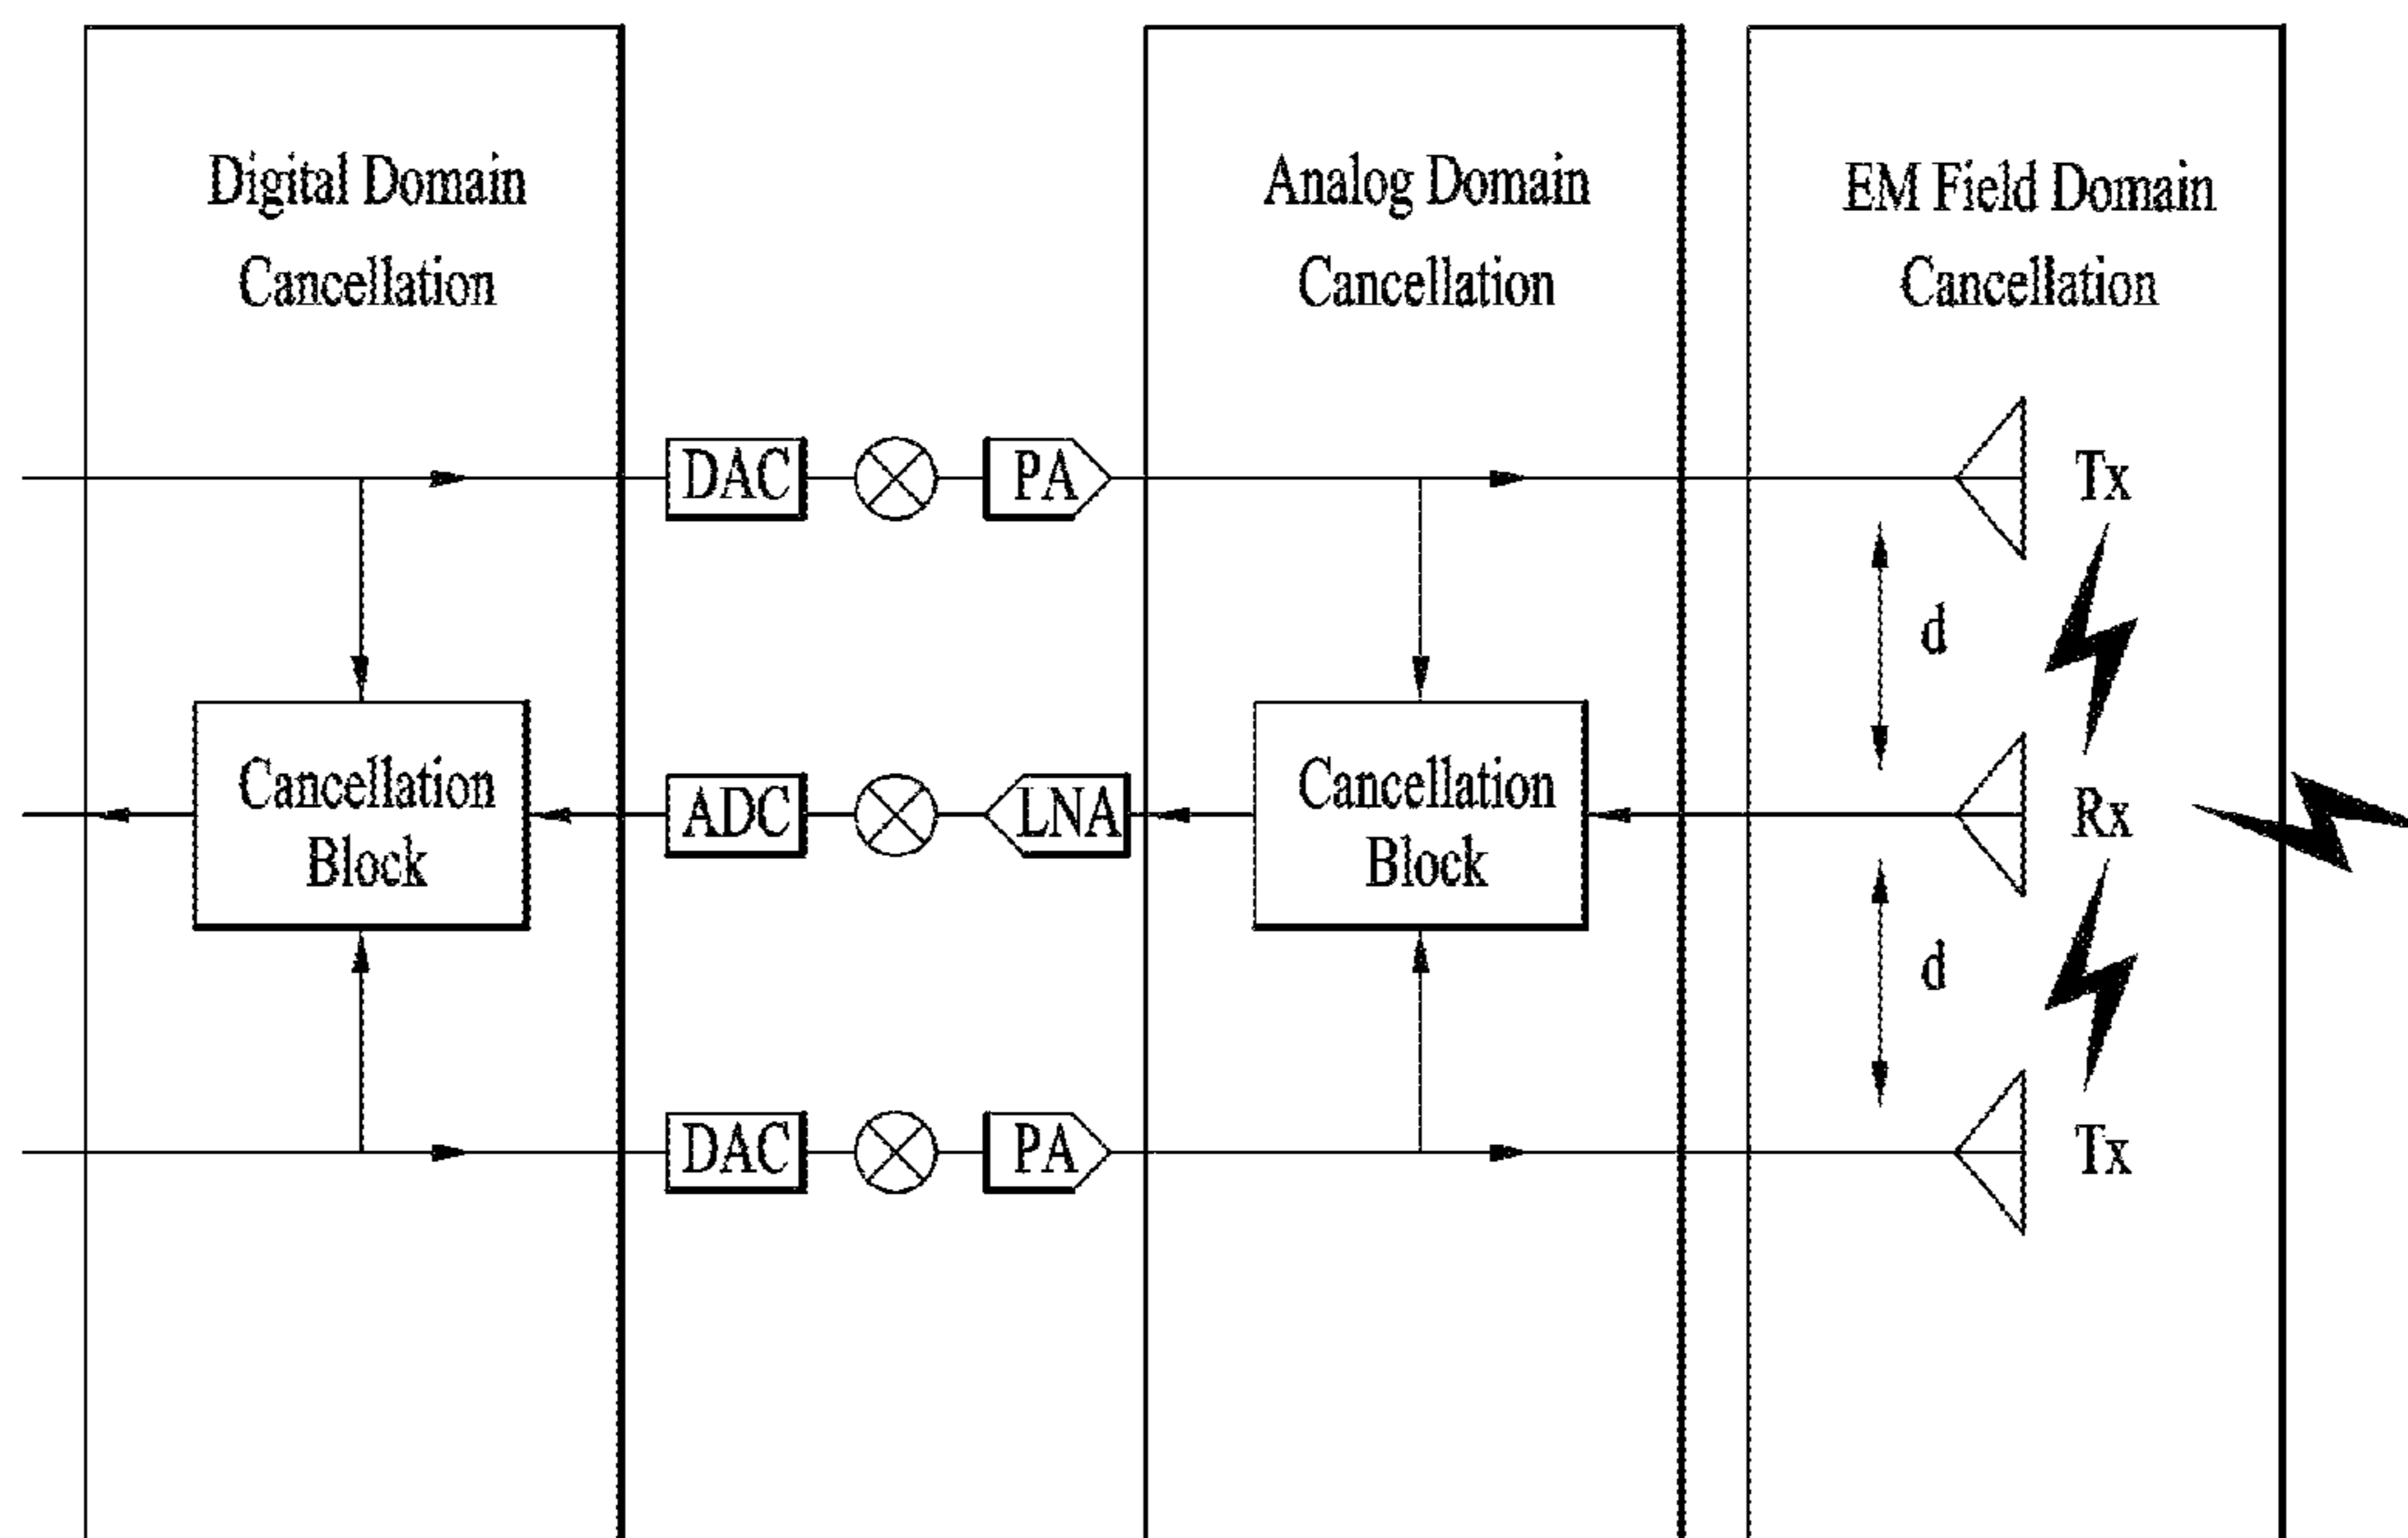 Digital Domain
Cancellation
Analog Domain
Cancellation
EM Field Domain
Cancellation
DAC
PA
Tx
d
Cancellation
Block
ADC
LNA
Cancellation
Block
Rx
d
DAC
PA
Tx